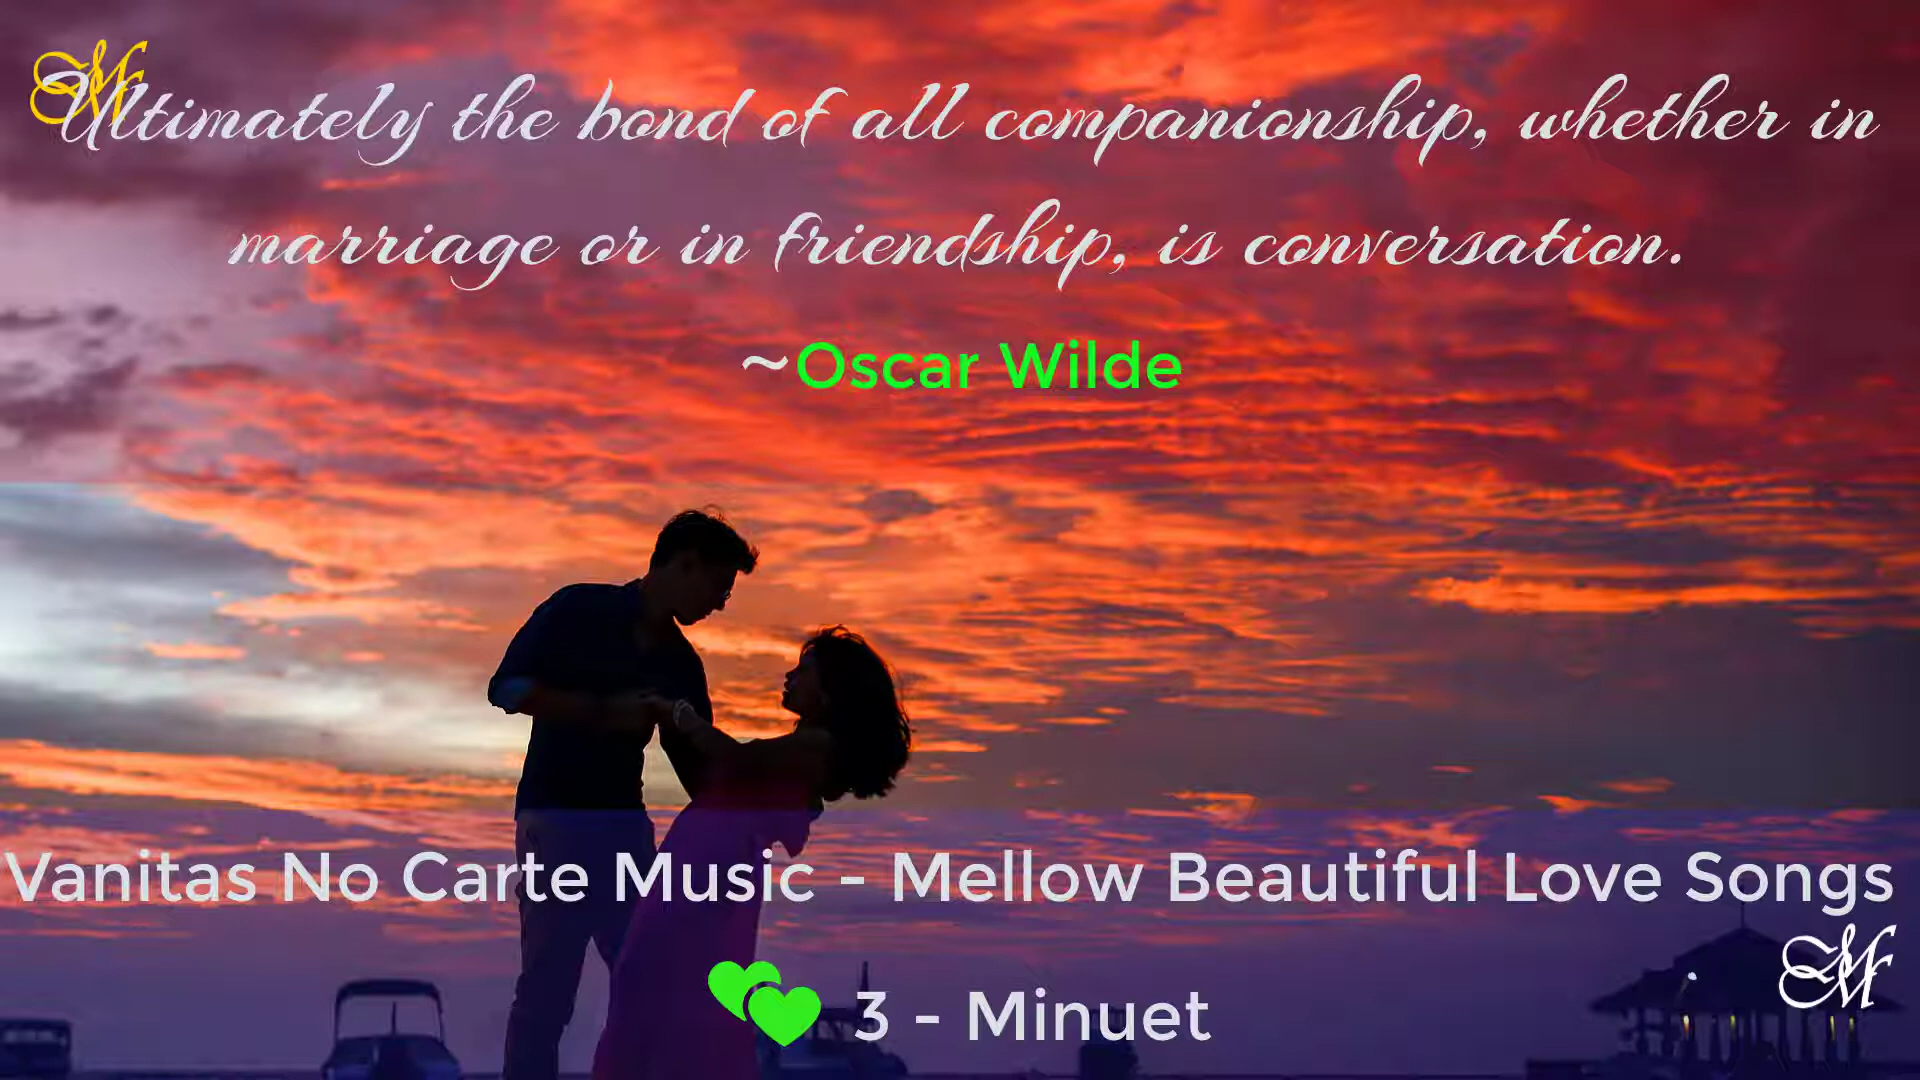 Ultimately the bond of all companionship, whether in
marriage or in friendship, is conversation.
~Oscar Wilde
Vanitas No Carte Music - Mellow Beautiful Love Songs
3 - Minuet